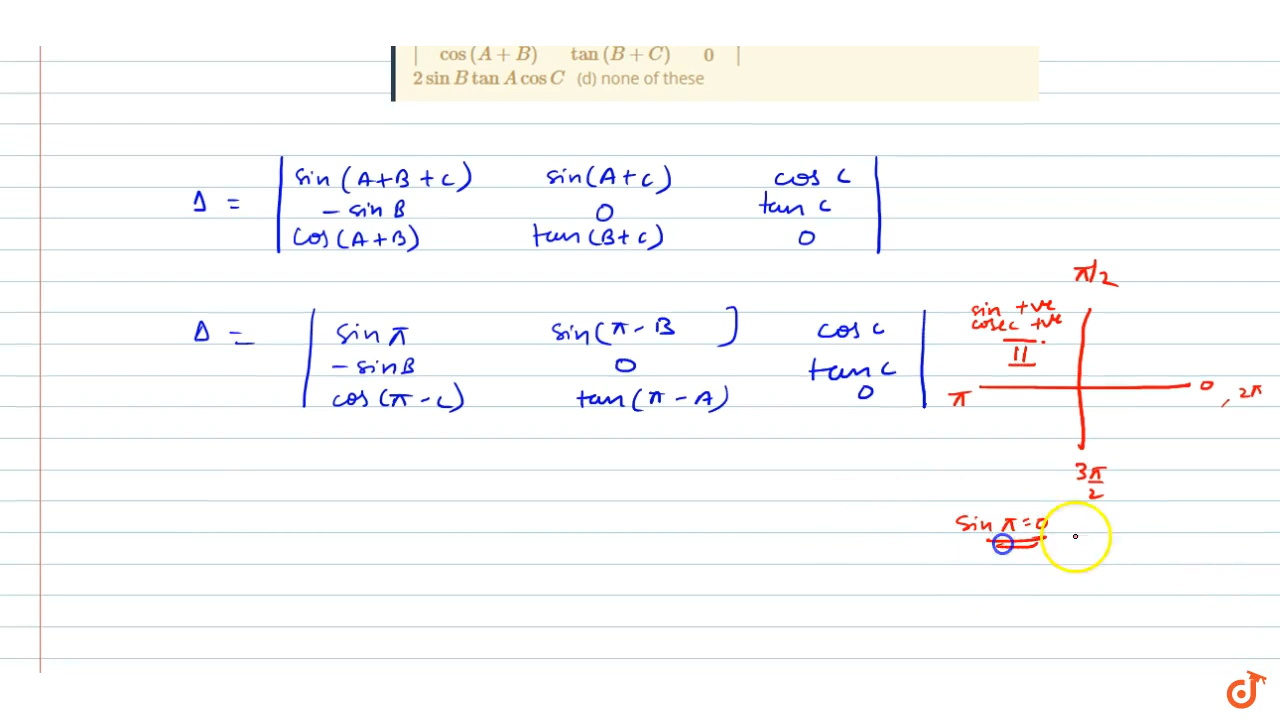 | cos (A + B) tan (B + C) 0 |
2 sin B tan A cos C (d) none of these
sin (A+B+C) sin(A+C) cos C
Δ = - sin B 0 tan C
cos(A+B) tan(B+C) 0
π/2
sin +ve
cosec +ve
II
π 0, 2π
3π/2
sin π sin(π-B] cos C
Δ = - sin B 0 tan C
cos(π-C) tan(π-A) 0
sin π=0